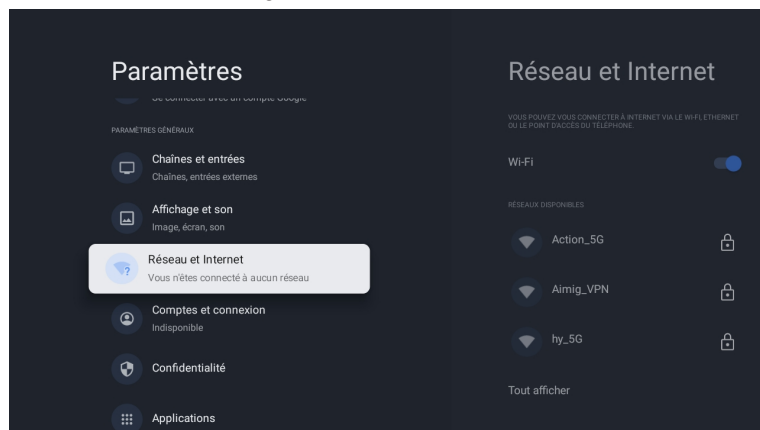 Paramètres
Se connecter avec un compte Google
PARAMÈTRES GÉNÉRAUX
Chaînes et entrées
Chaînes, entrées externes
Affichage et son
Image, écran, son
Réseau et Internet
Vous n'êtes connecté à aucun réseau
Comptes et connexion
Indisponible
Confidentialité
Applications
Réseau et Internet
VOUS POUVEZ VOUS CONNECTER À INTERNET VIA LE WI-FI, ETHERNET
OU LE POINT D'ACCÈS DU TÉLÉPHONE.
Wi-Fi
RÉSEAUX DISPONIBLES
Action_5G
Aimig_VPN
hy_5G
Tout afficher